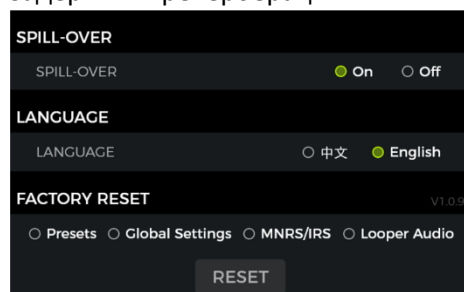 SPILL-OVER
SPILL-OVER On Off
LANGUAGE
LANGUAGE 中文 English
FACTORY RESET V1.0.9
Presets Global Settings MNRS/IRS Looper Audio
RESET